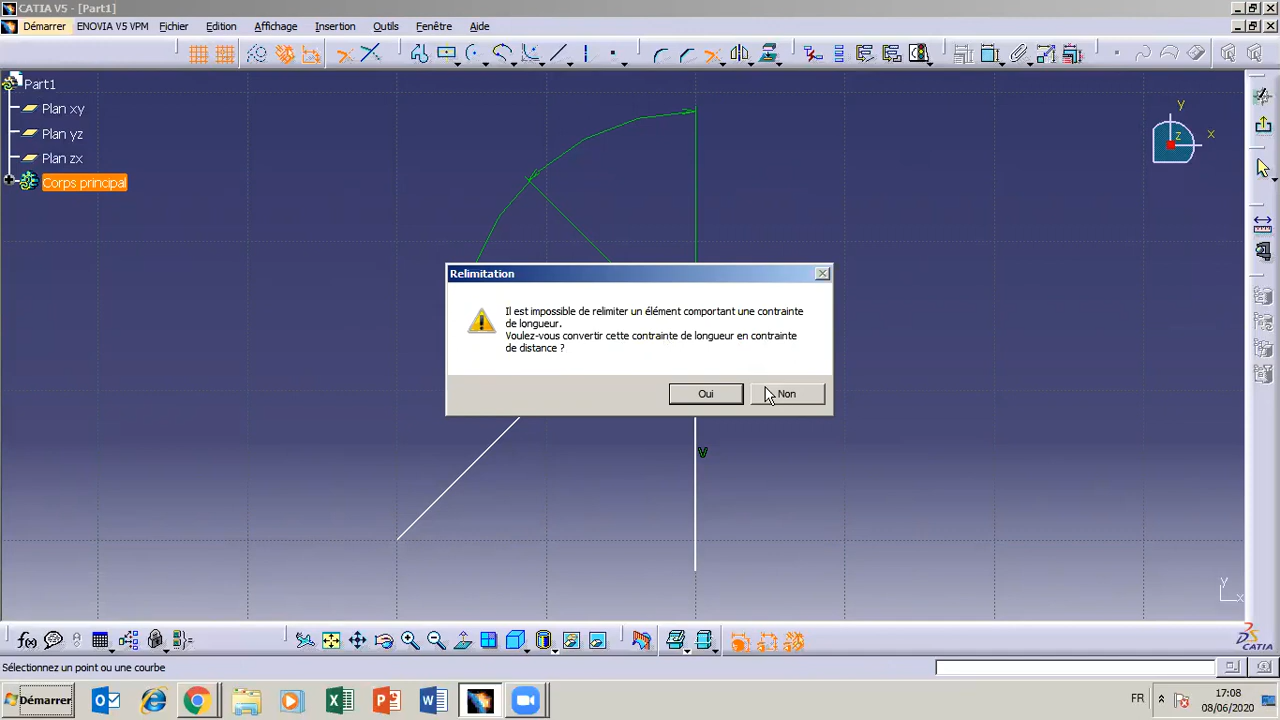 CATIA V5 - [Part1]
Démarrer ENOVIA V5 VPM Fichier Edition Affichage Insertion Outils Fenêtre Aide
Part1
Plan xy
Plan yz
Plan zx
Corps principal
y
x
z
Relimitation
Il est impossible de relimiter un élément comportant une contrainte
de longueur.
Voulez-vous convertir cette contrainte de longueur en contrainte
de distance ?
Oui Non
V
y
x
f(x)
CATIA
Sélectionnez un point ou une courbe
Démarrer
FR
17:08
08/06/2020